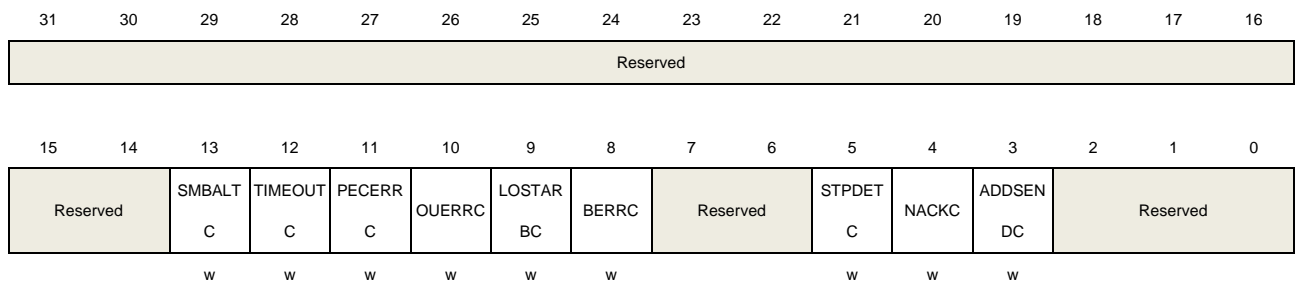 31 30 29 28 27 26 25 24 23 22 21 20 19 18 17 16
Reserved
15 14 13 12 11 10 9 8 7 6 5 4 3 2 1 0
Reserved SMBALT C TIMEOUT C PECERR C OUERRC LOSTAR BC BERRC Reserved STPDET C NACKC ADDSEN DC Reserved
w w w w w w w w w